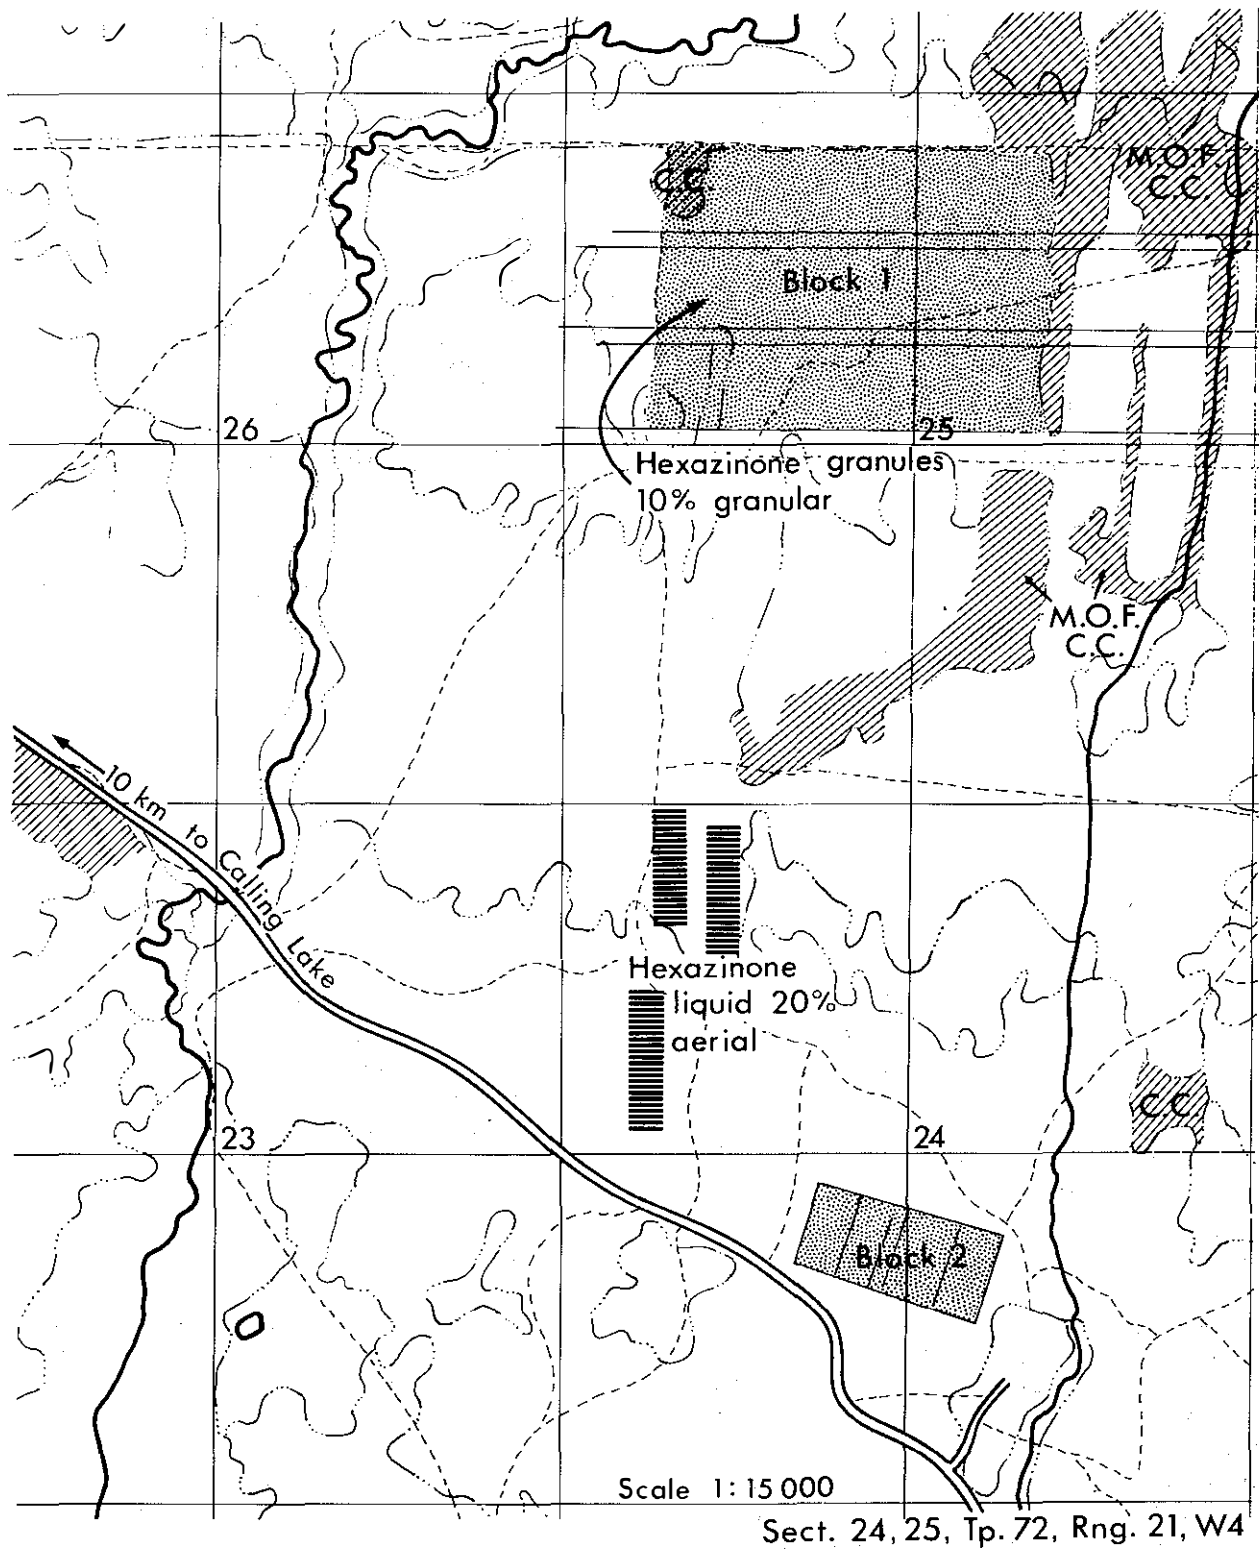 M.O.F.
C.C.
C.C.
Block 1
26
25
Hexazinone granules
10% granular
M.O.F.
C.C.
10 km to Calling Lake
Hexazinone
liquid 20%
aerial
C.C.
23
24
Block 2
Scale 1:15 000
Sect. 24, 25, Tp. 72, Rng. 21, W4